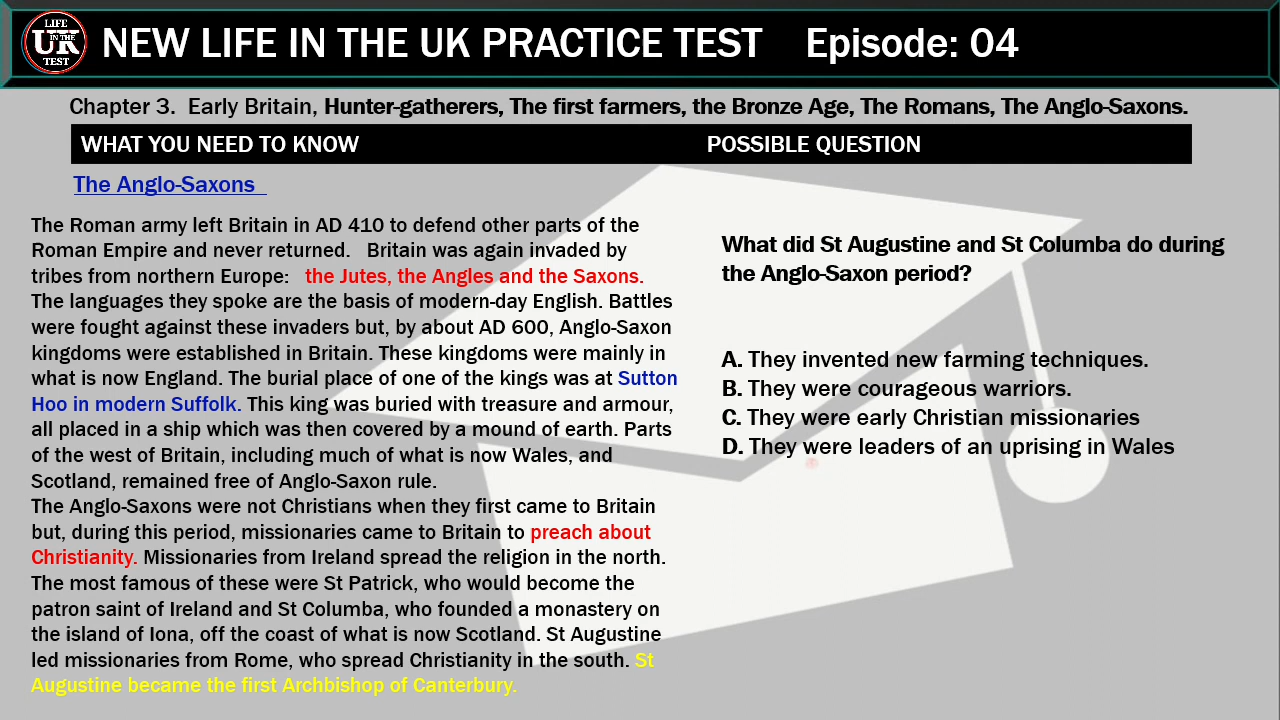 LIFE
UK IN THE
TEST
NEW LIFE IN THE UK PRACTICE TEST Episode: 04
Chapter 3. Early Britain, Hunter-gatherers, The first farmers, the Bronze Age, The Romans, The Anglo-Saxons.
WHAT YOU NEED TO KNOW POSSIBLE QUESTION
The Anglo-Saxons
The Roman army left Britain in AD 410 to defend other parts of the
Roman Empire and never returned. Britain was again invaded by
tribes from northern Europe: the Jutes, the Angles and the Saxons.
The languages they spoke are the basis of modern-day English. Battles
were fought against these invaders but, by about AD 600, Anglo-Saxon
kingdoms were established in Britain. These kingdoms were mainly in
what is now England. The burial place of one of the kings was at Sutton
Hoo in modern Suffolk. This king was buried with treasure and armour,
all placed in a ship which was then covered by a mound of earth. Parts
of the west of Britain, including much of what is now Wales, and
Scotland, remained free of Anglo-Saxon rule.
The Anglo-Saxons were not Christians when they first came to Britain
but, during this period, missionaries came to Britain to preach about
Christianity. Missionaries from Ireland spread the religion in the north.
The most famous of these were St Patrick, who would become the
patron saint of Ireland and St Columba, who founded a monastery on
the island of Iona, off the coast of what is now Scotland. St Augustine
led missionaries from Rome, who spread Christianity in the south. St
Augustine became the first Archbishop of Canterbury.
What did St Augustine and St Columba do during
the Anglo-Saxon period?
A. They invented new farming techniques.
B. They were courageous warriors.
C. They were early Christian missionaries
D. They were leaders of an uprising in Wales